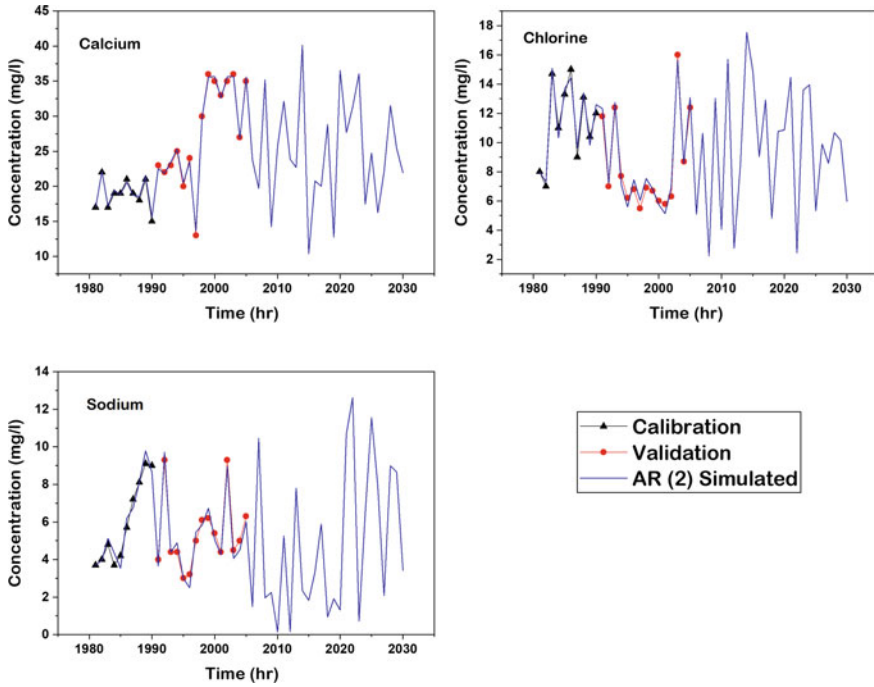 Calcium
Concentration (mg/l)
45
40
35
30
25
20
15
10
1980 1990 2000 2010 2020 2030
Time (hr)
Chlorine
Concentration (mg/l)
18
16
14
12
10
8
6
4
2
1980 1990 2000 2010 2020 2030
Time (hr)
Sodium
Concentration (mg/l)
14
12
10
8
6
4
2
0
1980 1990 2000 2010 2020 2030
Time (hr)
Calibration
Validation
AR (2) Simulated